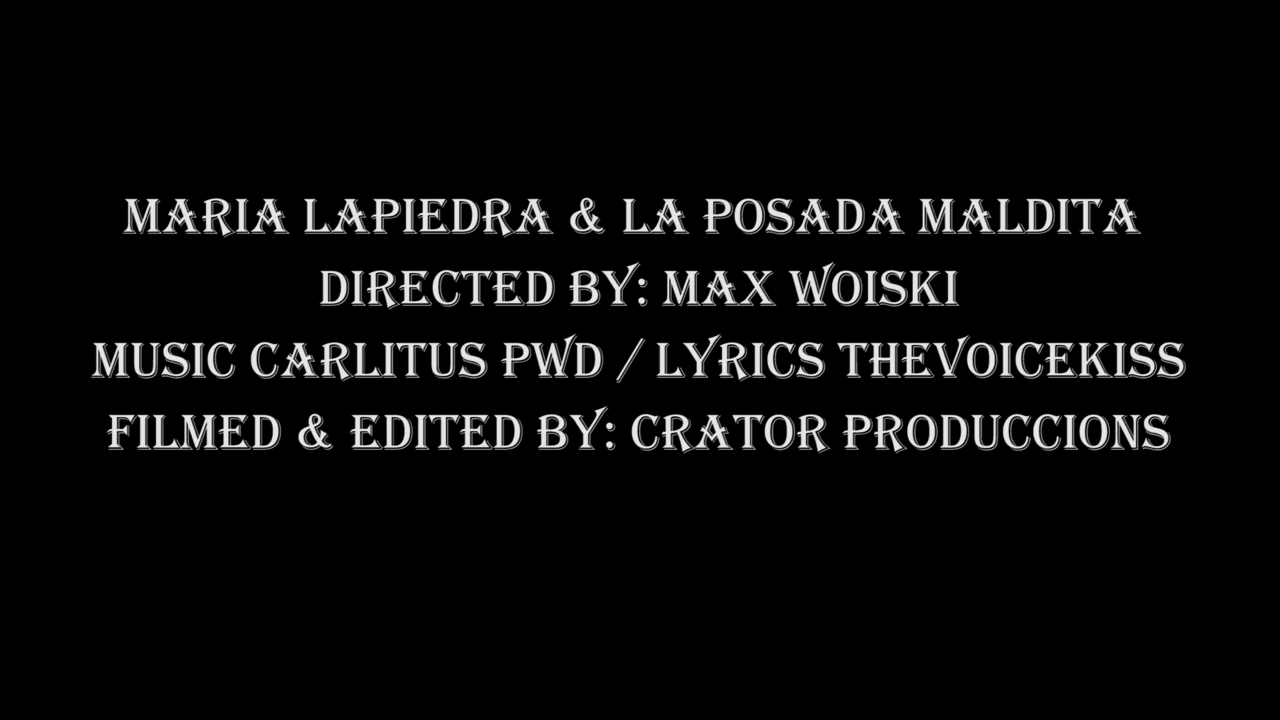 MARIA LAPIEDRA & LA POSADA MALDITA
DIRECTED BY: MAX WOISKI
MUSIC CARLITUS PWD / LYRICS THEVOICEKISS
FILMED & EDITED BY: CRATOR PRODUCCIONS